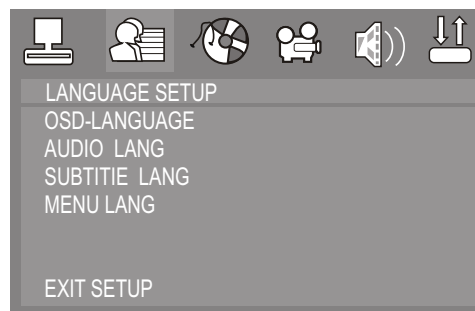 LANGUAGE SETUP
OSD-LANGUAGE
AUDIO LANG
SUBTITIE LANG
MENU LANG
EXIT SETUP